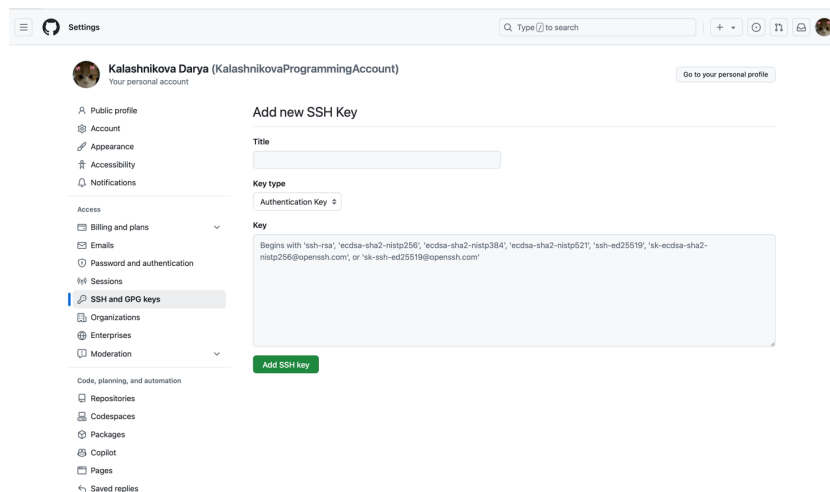 Settings
Type / to search
Kalashnikova Darya (KalashnikovaProgrammingAccount)
Your personal account
Go to your personal profile
Public profile
Account
Appearance
Accessibility
Notifications
Access
Billing and plans
Emails
Password and authentication
Sessions
SSH and GPG keys
Organizations
Enterprises
Moderation
Code, planning, and automation
Repositories
Codespaces
Packages
Copilot
Pages
Saved replies
Add new SSH Key
Title
Key type
Authentication Key
Key
Begins with 'ssh-rsa', 'ecdsa-sha2-nistp256', 'ecdsa-sha2-nistp384', 'ecdsa-sha2-nistp521', 'ssh-ed25519', 'sk-ecdsa-sha2-
nistp256@openssh.com', or 'sk-ssh-ed25519@openssh.com'
Add SSH key